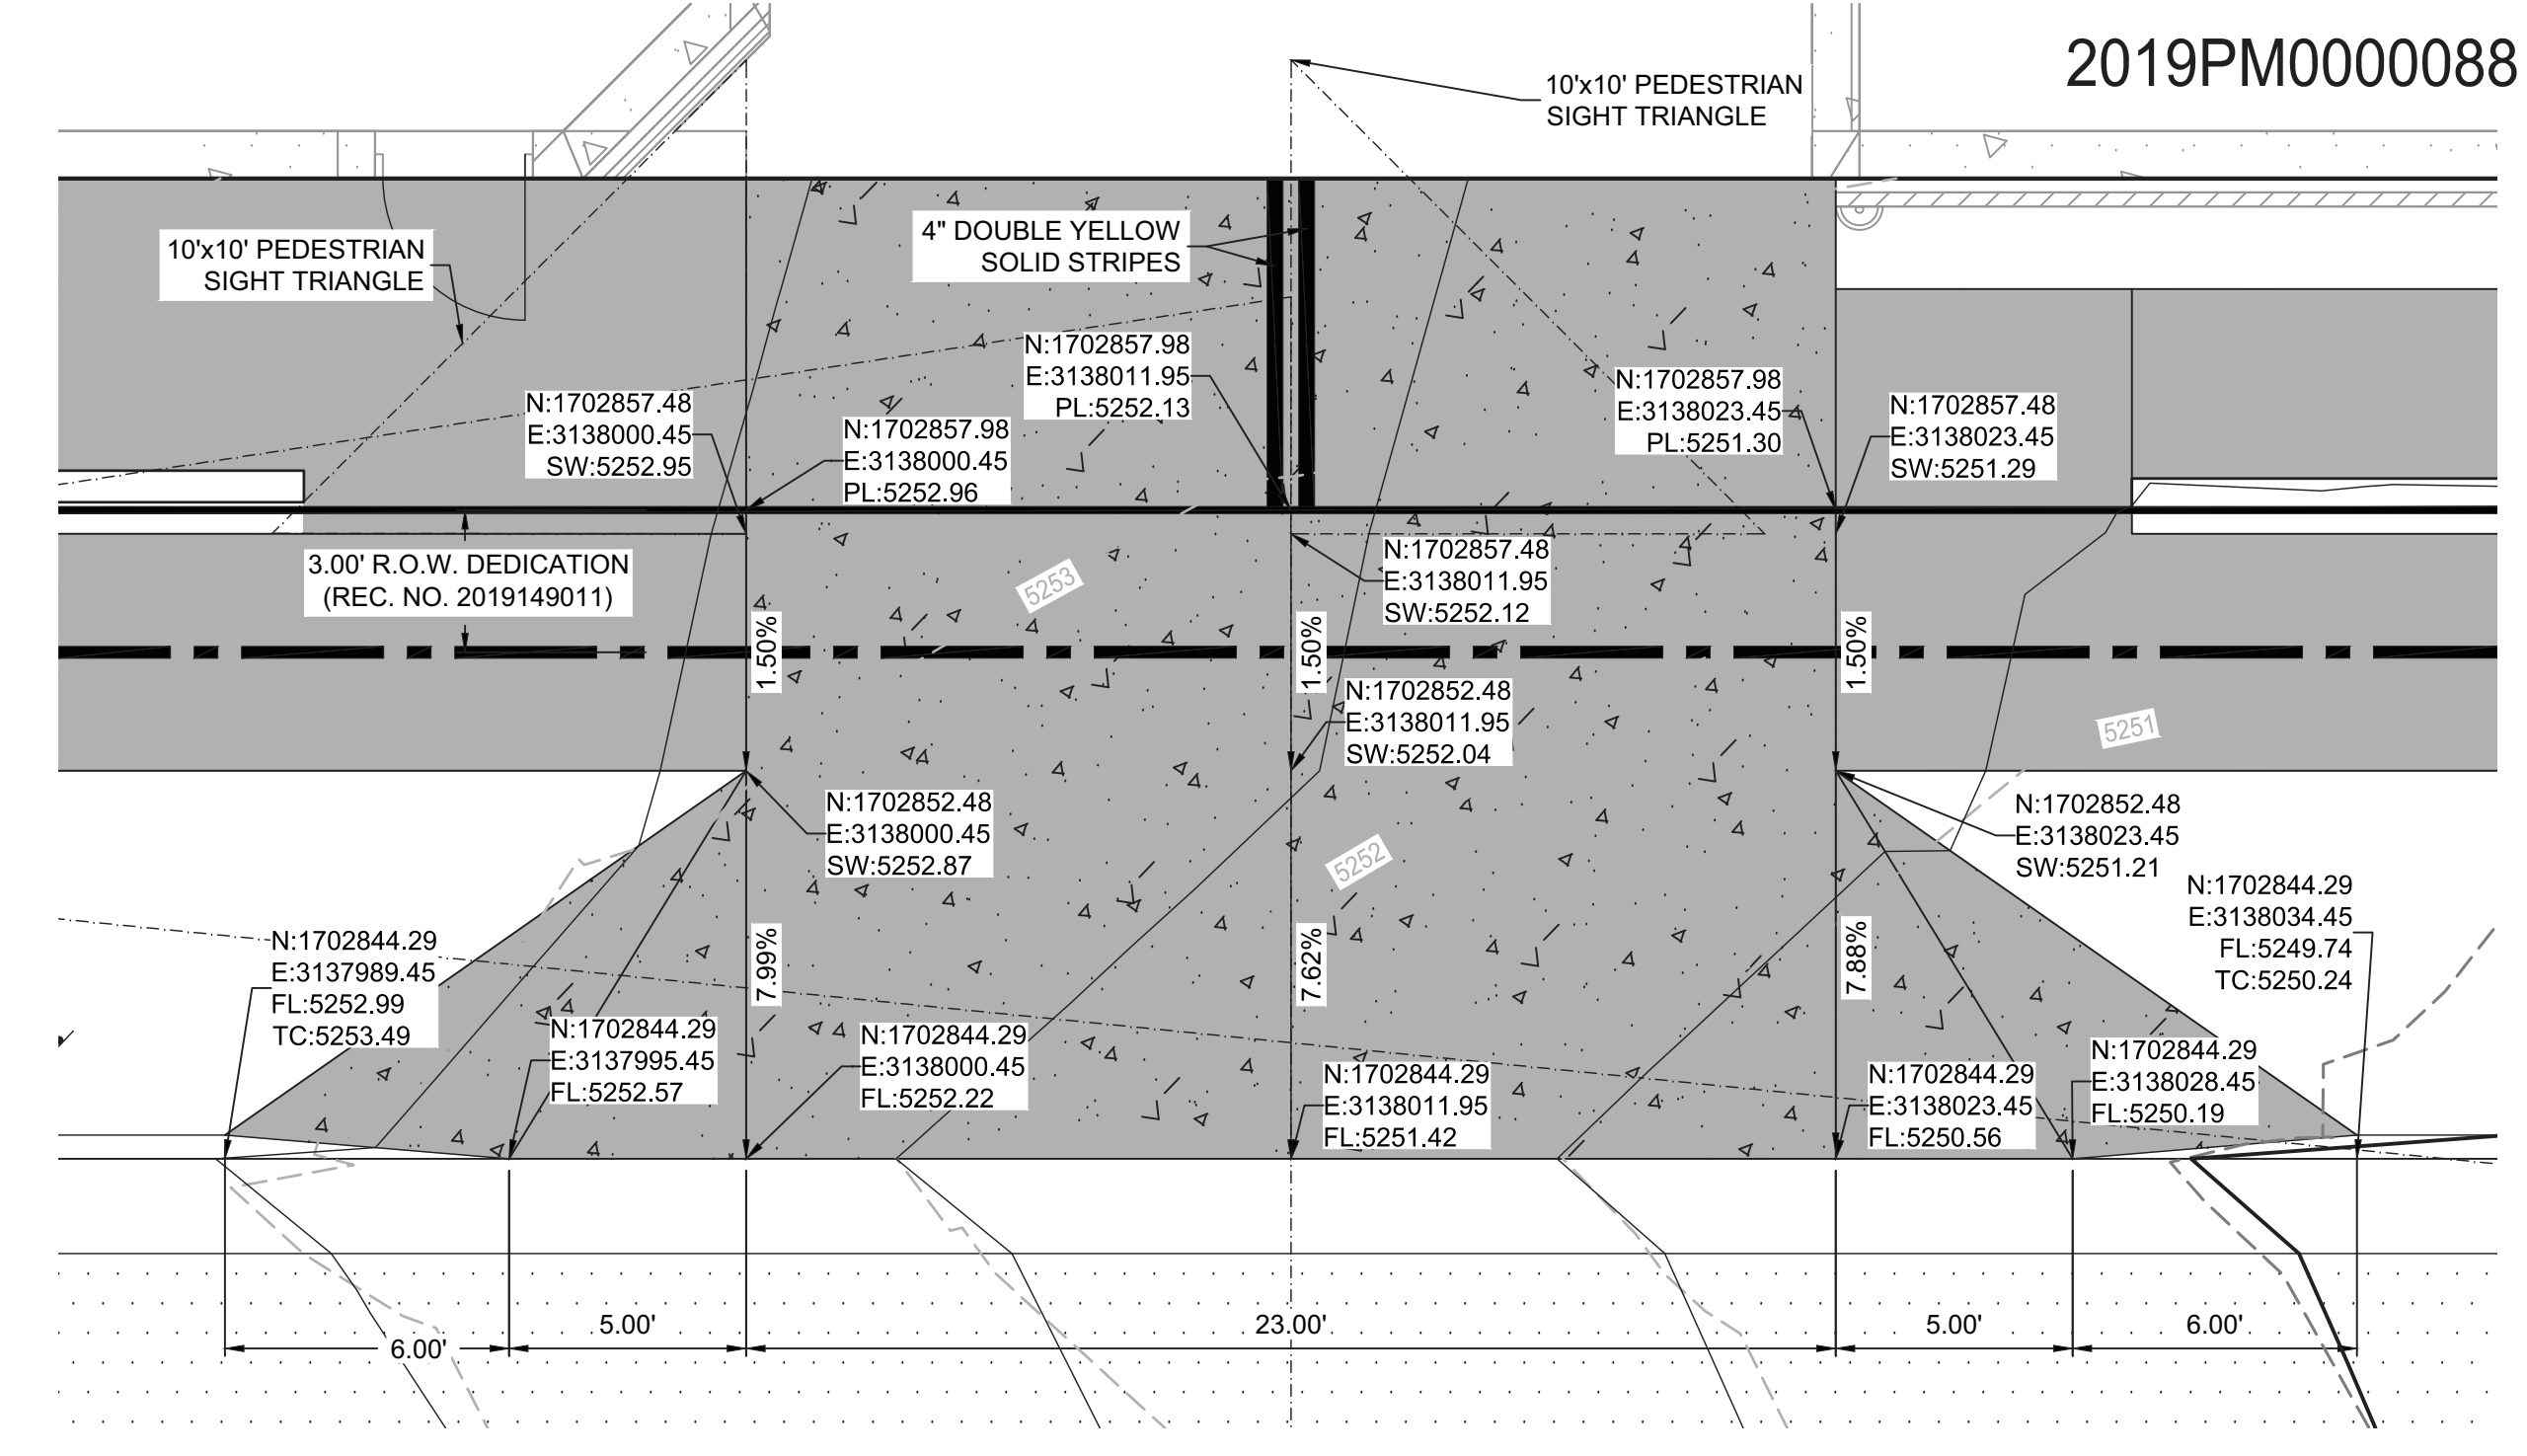 2019PM0000088
10'x10' PEDESTRIAN
SIGHT TRIANGLE
10'x10' PEDESTRIAN
SIGHT TRIANGLE
4" DOUBLE YELLOW
SOLID STRIPES
N:1702857.98
E:3138011.95
PL:5252.13
N:1702857.98
E:3138023.45
PL:5251.30
N:1702857.48
E:3138000.45
SW:5252.95
N:1702857.98
E:3138000.45
PL:5252.96
N:1702857.48
E:3138023.45
SW:5251.29
3.00' R.O.W. DEDICATION
(REC. NO. 2019149011)
5253
N:1702857.48
E:3138011.95
SW:5252.12
1.50%
1.50%
1.50%
N:1702852.48
E:3138011.95
SW:5252.04
5251
N:1702852.48
E:3138000.45
SW:5252.87
5252
N:1702852.48
E:3138023.45
SW:5251.21
N:1702844.29
E:3138034.45
FL:5249.74
TC:5250.24
N:1702844.29
E:3137989.45
FL:5252.99
TC:5253.49
7.99%
7.62%
7.88%
N:1702844.29
E:3137995.45
FL:5252.57
N:1702844.29
E:3138000.45
FL:5252.22
N:1702844.29
E:3138011.95
FL:5251.42
N:1702844.29
E:3138023.45
FL:5250.56
N:1702844.29
E:3138028.45
FL:5250.19
6.00'
5.00'
23.00'
5.00'
6.00'